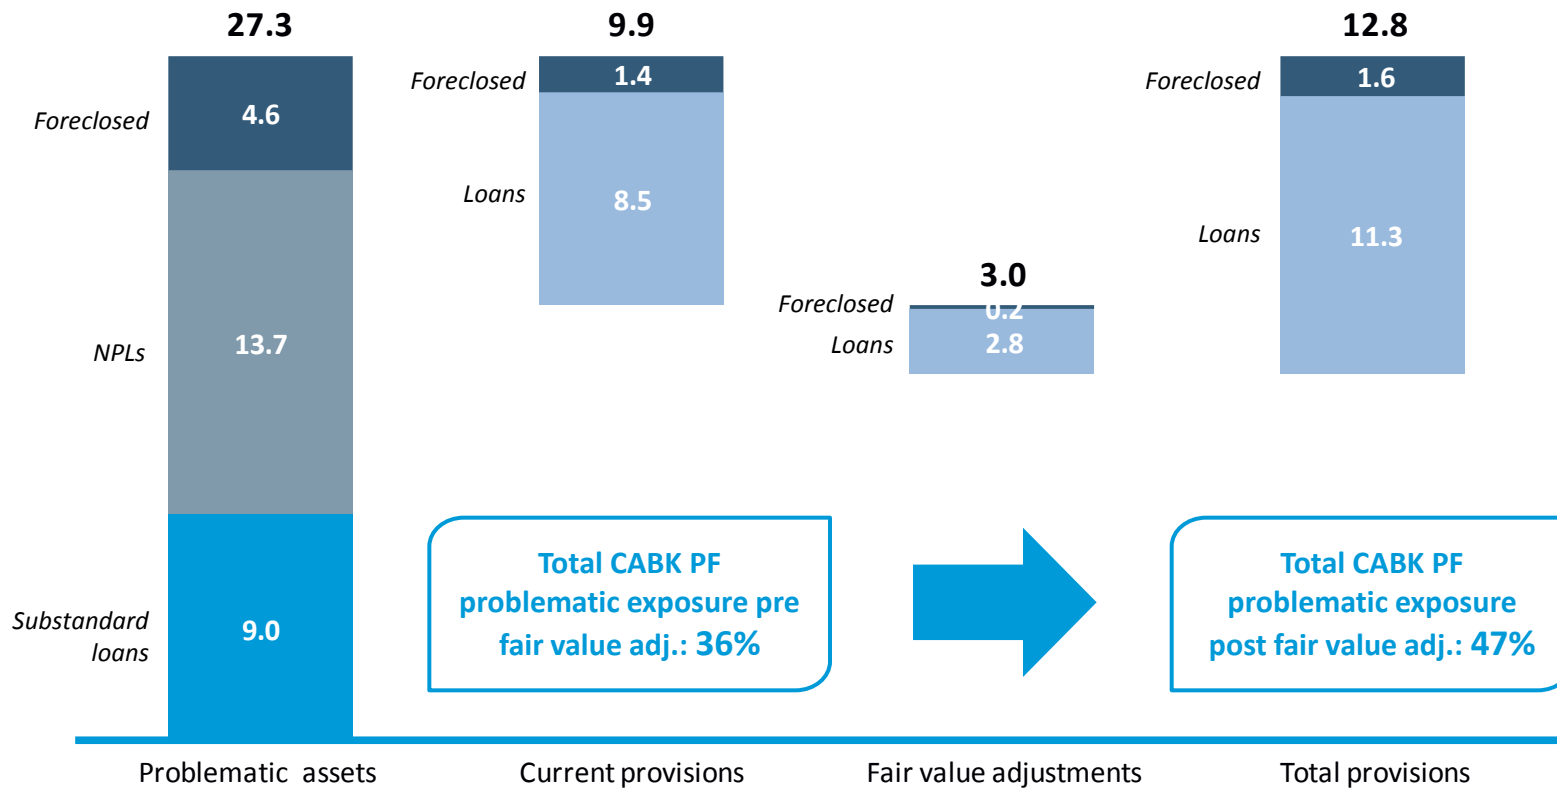 27.3
Foreclosed
4.6
NPLs
13.7
Substandard
loans
9.0
Problematic assets
9.9
Foreclosed
1.4
Loans
8.5
Total CABK PF
problematic exposure pre
fair value adj.: 36%
Current provisions
3.0
Foreclosed
0.2
Loans
2.8
Fair value adjustments
12.8
Foreclosed
1.6
Loans
11.3
Total CABK PF
problematic exposure
post fair value adj.: 47%
Total provisions